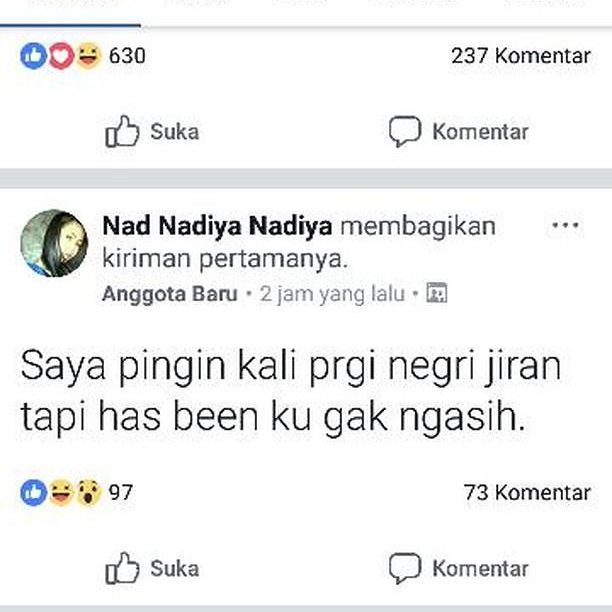 630
237 Komentar
Suka
Komentar
Nad Nadiya Nadiya membagikan
kiriman pertamanya.
Anggota Baru • 2 jam yang lalu •
Saya pingin kali prgi negri jiran
tapi has been ku gak ngasih.
97
73 Komentar
Suka
Komentar